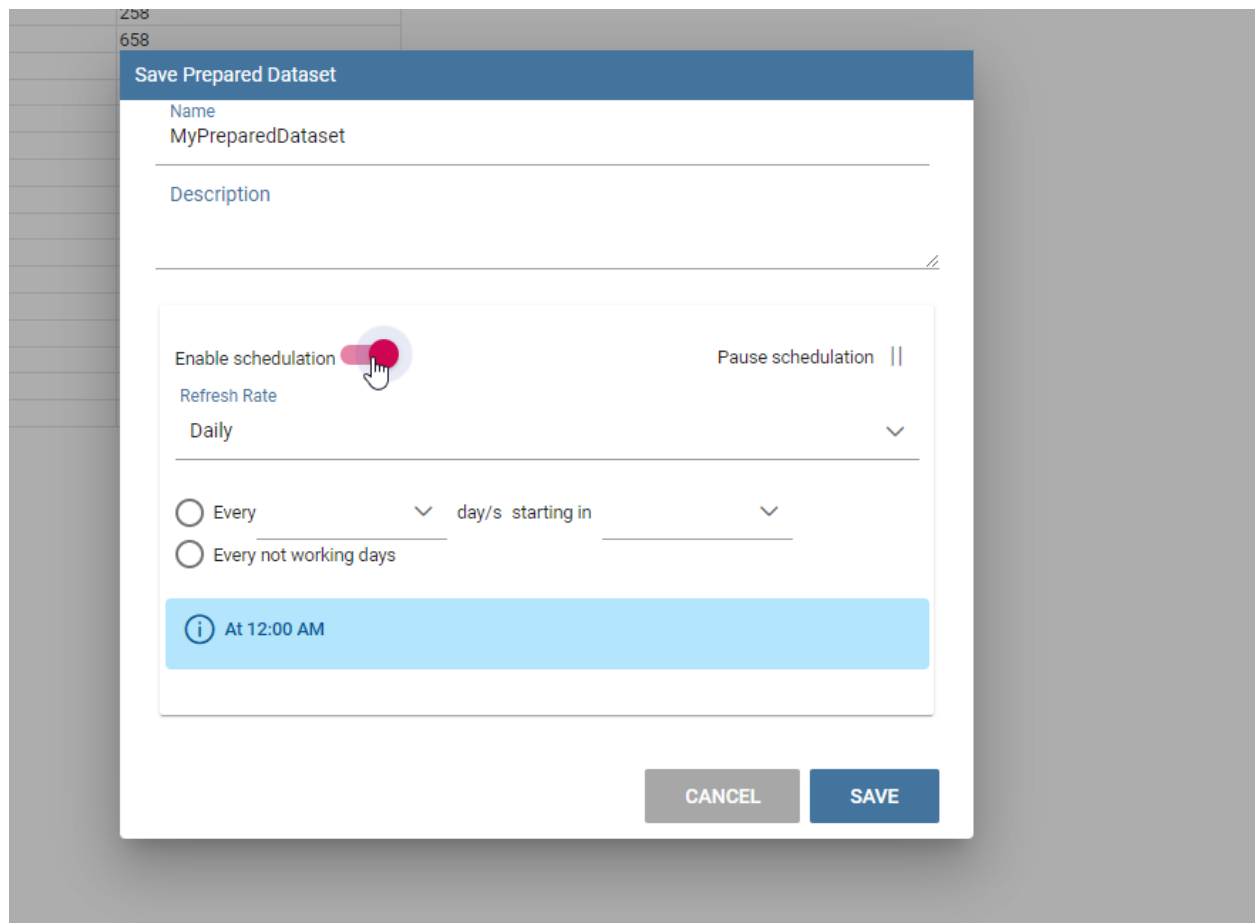 258
658
Save Prepared Dataset
Name
MyPreparedDataset
Description
Enable schedulation Pause schedulation
Refresh Rate
Daily
Every day/s starting in
Every not working days
At 12:00 AM
CANCEL SAVE